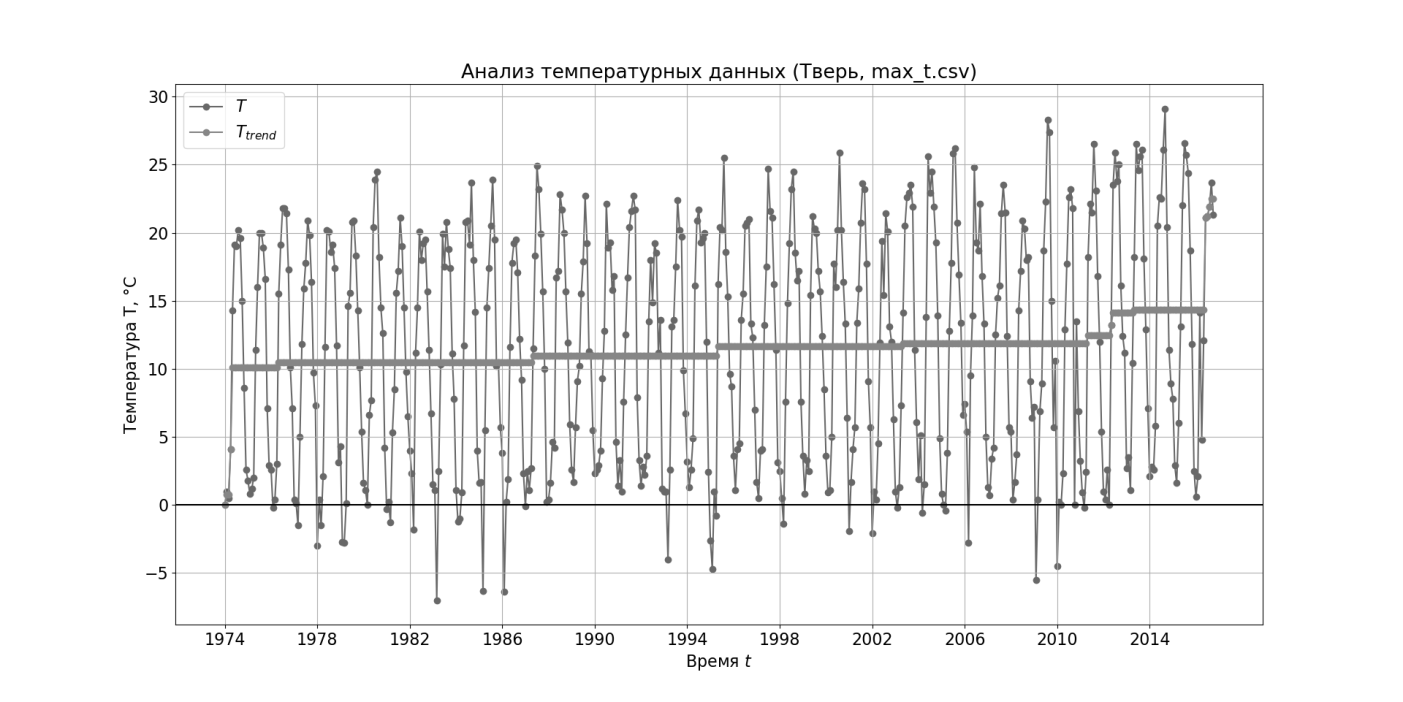 Анализ температурных данных (Тверь, max_t.csv)
T
T_trend
Температура T, °C
30
25
20
15
10
5
0
−5
1974 1978 1982 1986 1990 1994 1998 2002 2006 2010 2014
Время t